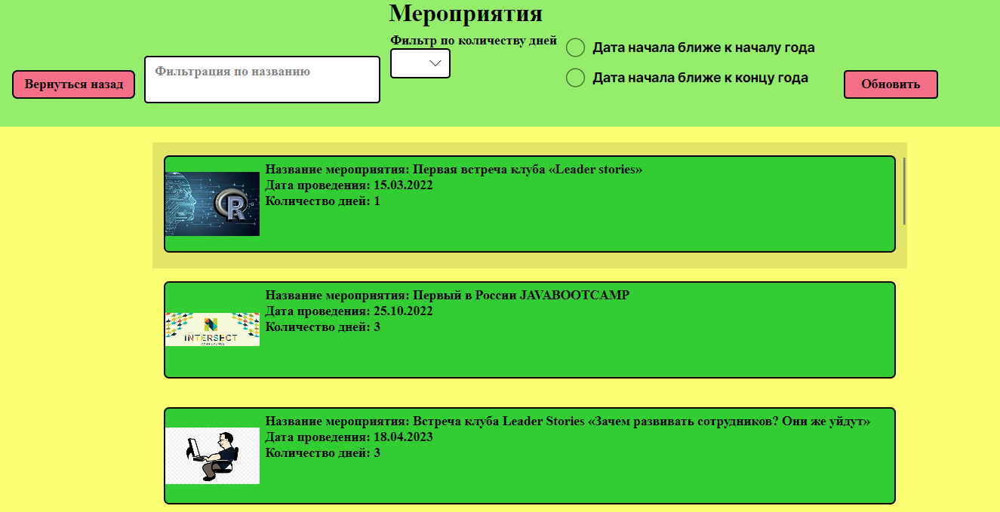 Мероприятия
Фильтр по количеству дней
Дата начала ближе к началу года
Дата начала ближе к концу года
Вернуться назад
Фильтрация по названию
Обновить
Название мероприятия: Первая встреча клуба «Leader stories»
Дата проведения: 15.03.2022
Количество дней: 1
R
Название мероприятия: Первый в России JAVABOOTCAMP
Дата проведения: 25.10.2022
Количество дней: 3
INTERSECT
Название мероприятия: Встреча клуба Leader Stories «Зачем развивать сотрудников? Они же уйдут»
Дата проведения: 18.04.2023
Количество дней: 3